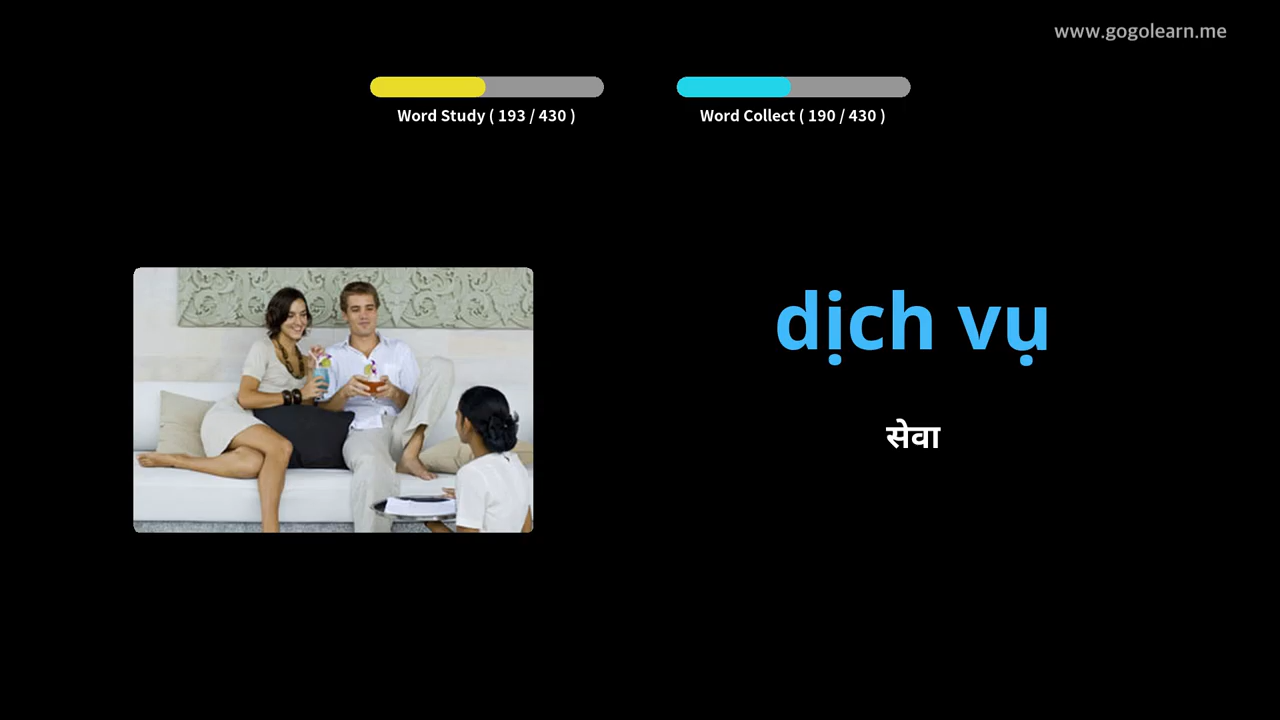 www.gogolearn.me
Word Study ( 193 / 430 )
Word Collect ( 190 / 430 )
dịch vụ
सेवा